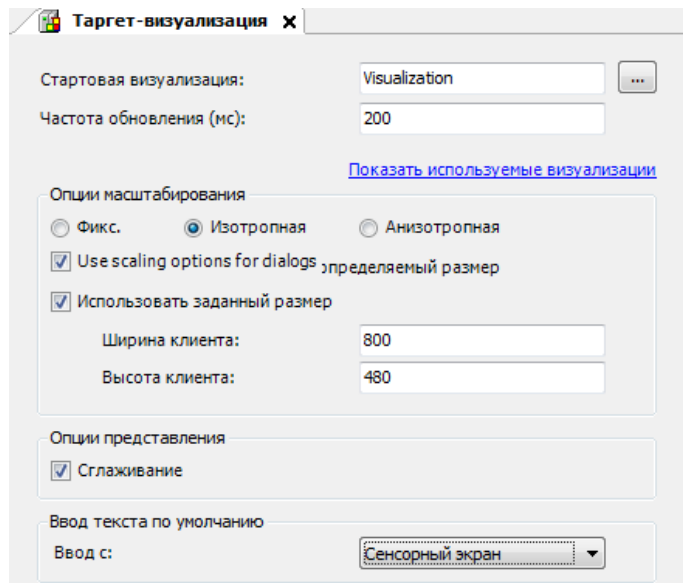 Таргет-визуализация X
Стартовая визуализация: Visualization ...
Частота обновления (мс): 200
Показать используемые визуализации
Опции масштабирования
Фикс. Изотропная Анизотропная
Use scaling options for dialogs определяемый размер
Использовать заданный размер
Ширина клиента: 800
Высота клиента: 480
Опции представления
Сглаживание
Ввод текста по умолчанию
Ввод с: Сенсорный экран